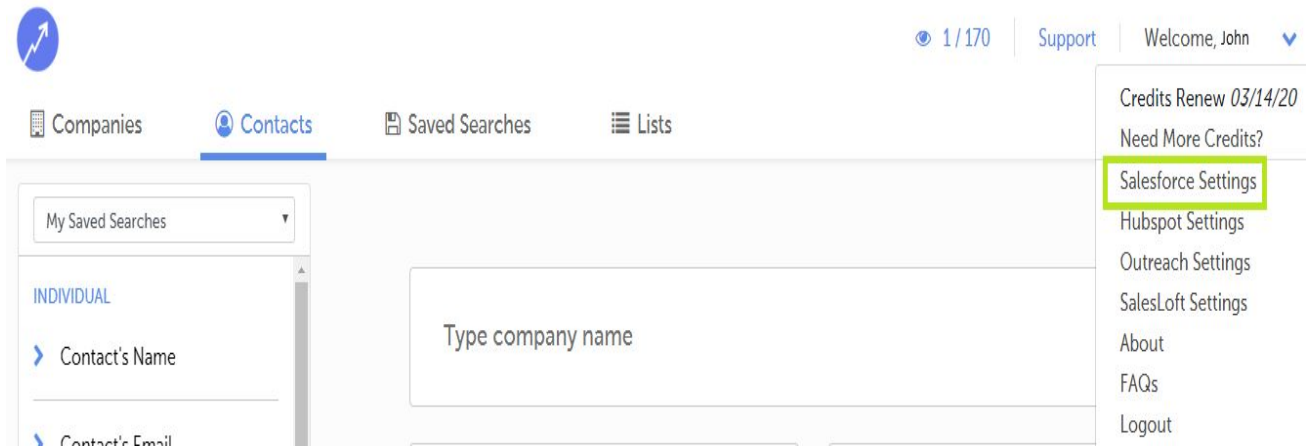 1 / 170 Support Welcome, John
Companies Contacts Saved Searches Lists
My Saved Searches
INDIVIDUAL
Contact's Name
Contact's Email
Type company name
Credits Renew 03/14/20
Need More Credits?
Salesforce Settings
Hubspot Settings
Outreach Settings
SalesLoft Settings
About
FAQs
Logout